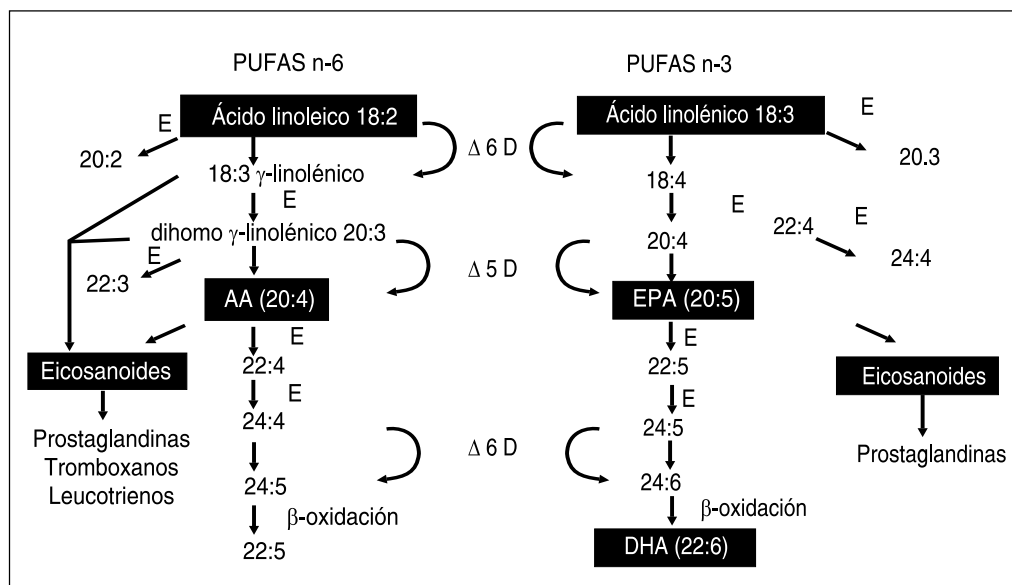 PUFAS n-6
PUFAS n-3
Ácido linoleico 18:2
Ácido linolénico 18:3
E
E
Δ 6 D
20:2
20.3
18:3 γ-linolénico
18:4
E
E
E
22:4
dihomo γ-linolénico 20:3
20:4
24:4
E
22:3
Δ 5 D
AA (20:4)
EPA (20:5)
E
E
22:4
22:5
Eicosanoides
Eicosanoides
E
E
24:4
24:5
Prostaglandinas
Tromboxanos
Leucotrienos
Prostaglandinas
Δ 6 D
24:5
24:6
β-oxidación
β-oxidación
22:5
DHA (22:6)